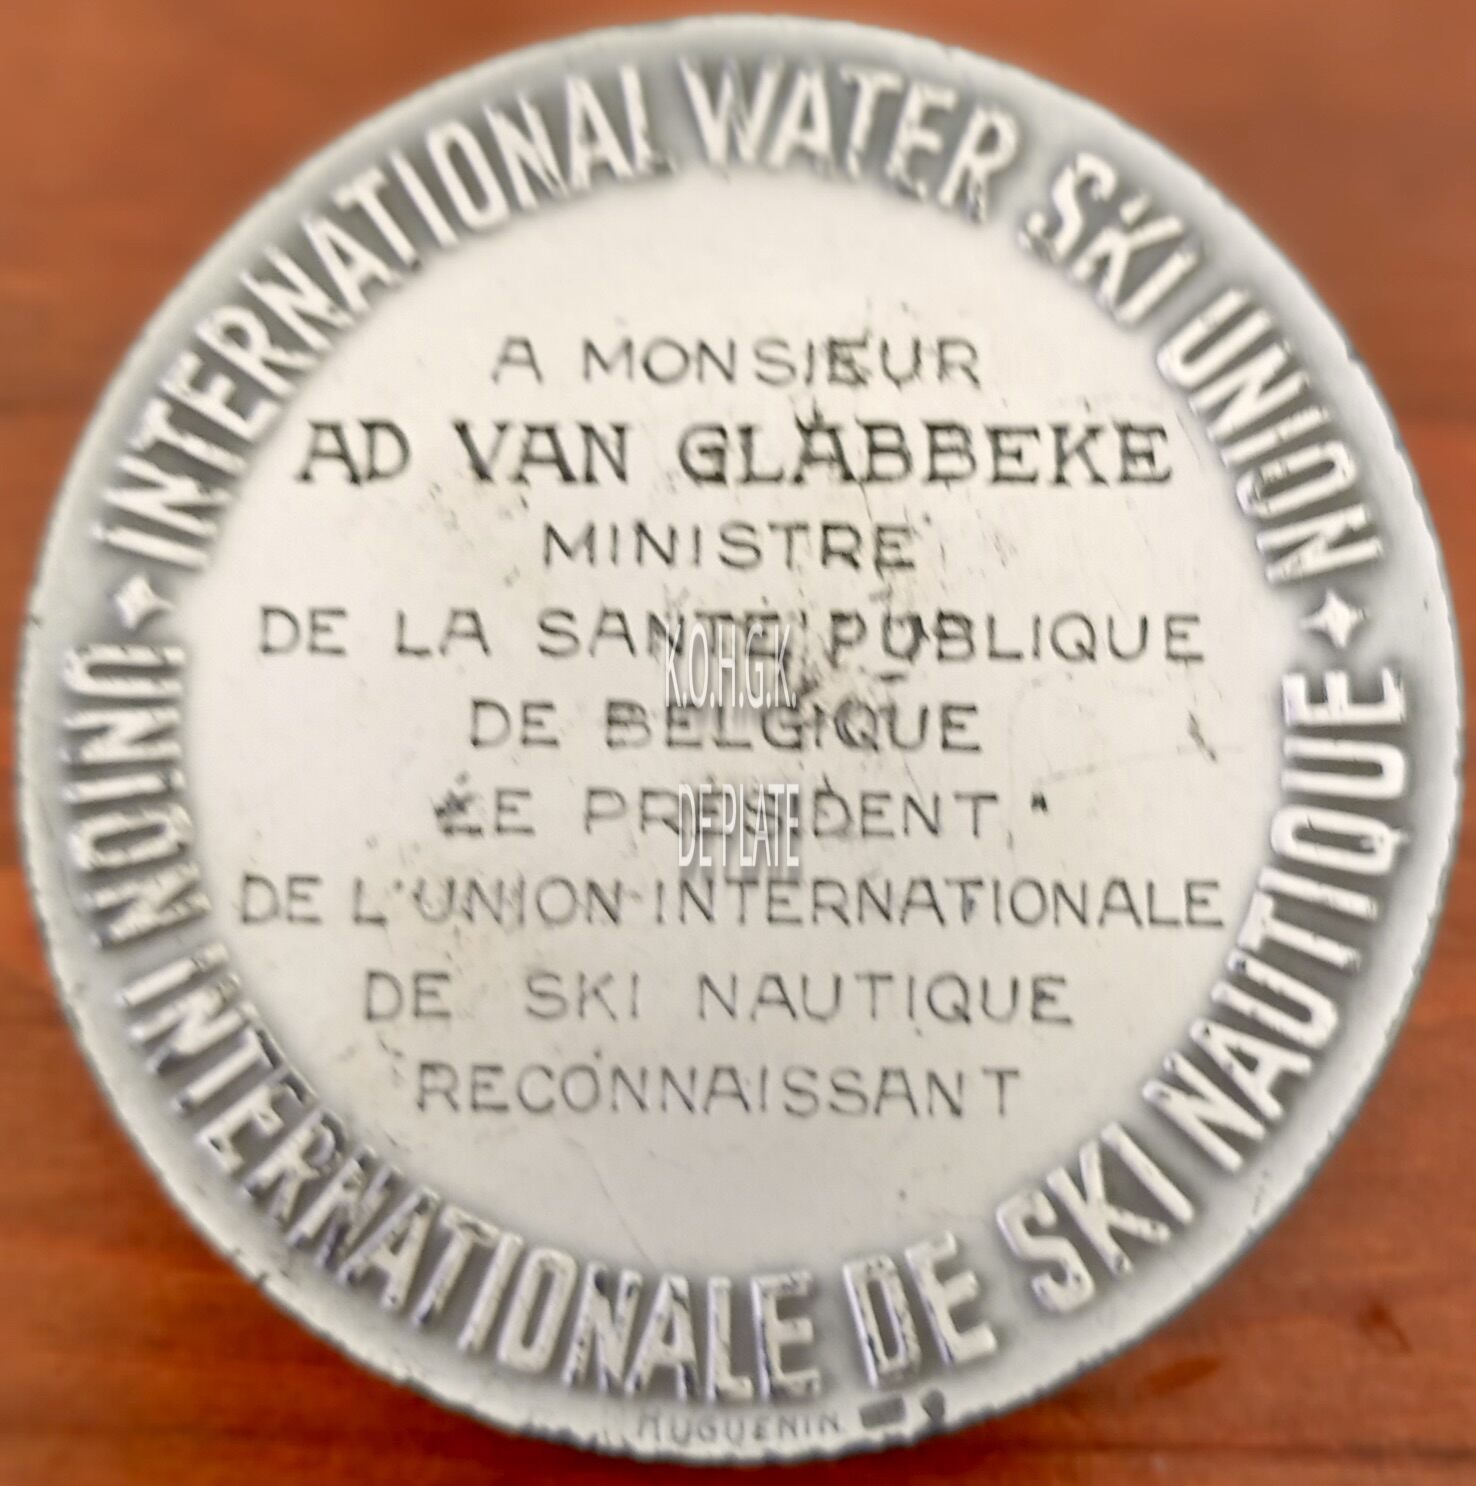 INTERNATIONAL WATER SKI UNION
A MONSIEUR
AD VAN GLABBEKE
MINISTRE
DE LA SANTE PUBLIQUE
DE BELGIQUE
LE PRESIDENT
DE L'UNION INTERNATIONALE
DE SKI NAUTIQUE
RECONNAISSANT
UNION INTERNATIONALE DE SKI NAUTIQUE
HUGUENIN
K.O.H.G.K.
DE PLATE